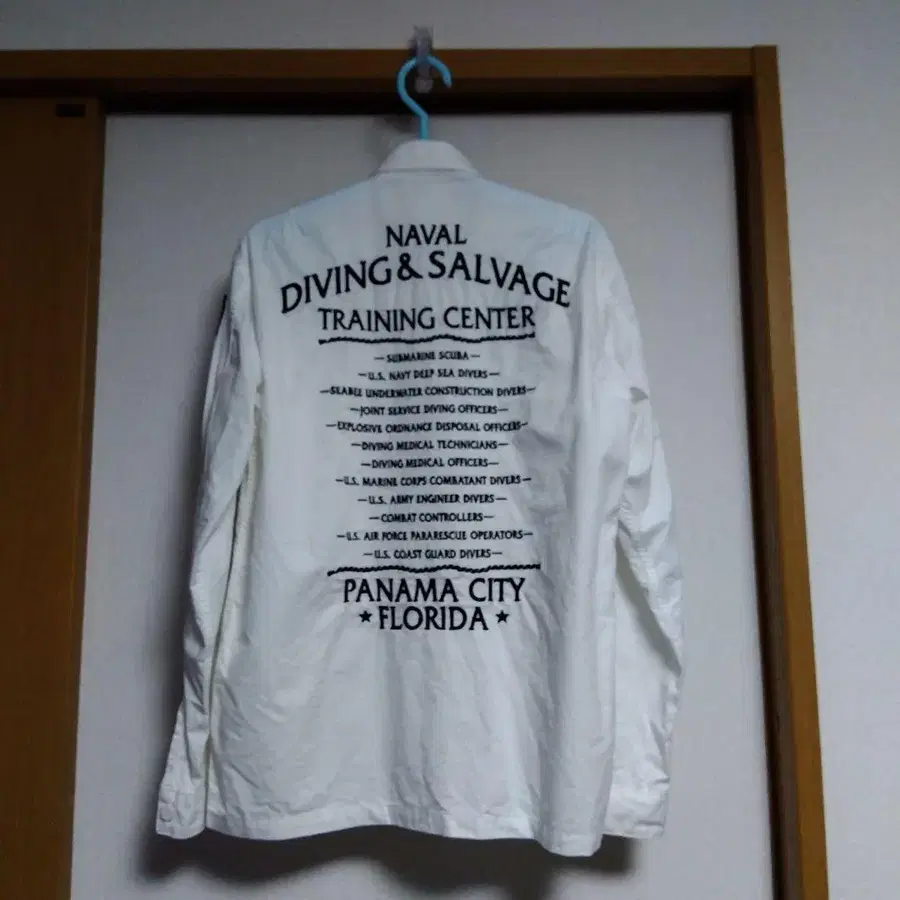 NAVAL
DIVING & SALVAGE
TRAINING CENTER
—SUBMARINE SCUBA—
—U.S. NAVY DEEP SEA DIVERS—
—SEABEE UNDERWATER CONSTRUCTION DIVERS—
—JOINT SERVICE DIVING OFFICERS—
—EXPLOSIVE ORDNANCE DISPOSAL OFFICERS—
—DIVING MEDICAL TECHNICIANS—
—DIVING MEDICAL OFFICERS—
—U.S. MARINE CORPS COMBATANT DIVERS—
—U.S. ARMY ENGINEER DIVERS—
—COMBAT CONTROLLERS—
—U.S. AIR FORCE PARARESCUE OPERATORS—
—U.S. COAST GUARD DIVERS—
PANAMA CITY
★FLORIDA★